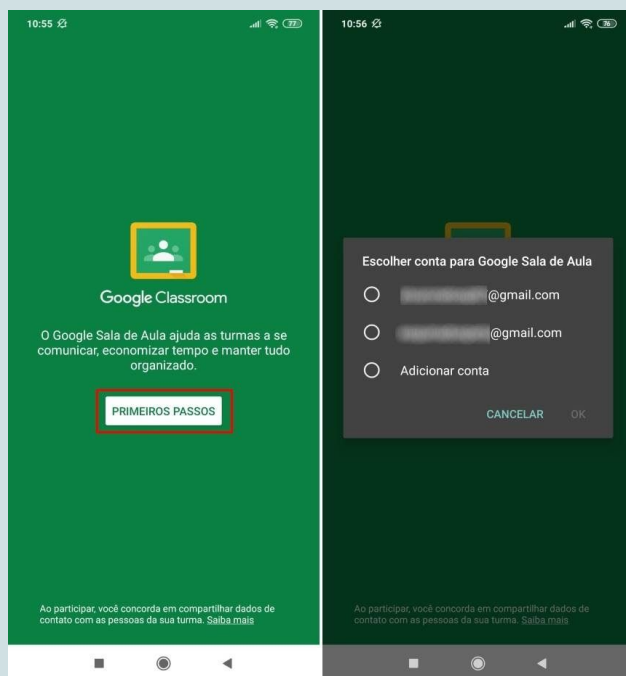 10:55
77
Google Classroom
O Google Sala de Aula ajuda as turmas a se
comunicar, economizar tempo e manter tudo
organizado.
PRIMEIROS PASSOS
Ao participar, você concorda em compartilhar dados de
contato com as pessoas da sua turma. Saiba mais
10:56
76
Escolher conta para Google Sala de Aula
@gmail.com
@gmail.com
Adicionar conta
CANCELAR OK
Ao participar, você concorda em compartilhar dados de
contato com as pessoas da sua turma. Saiba mais